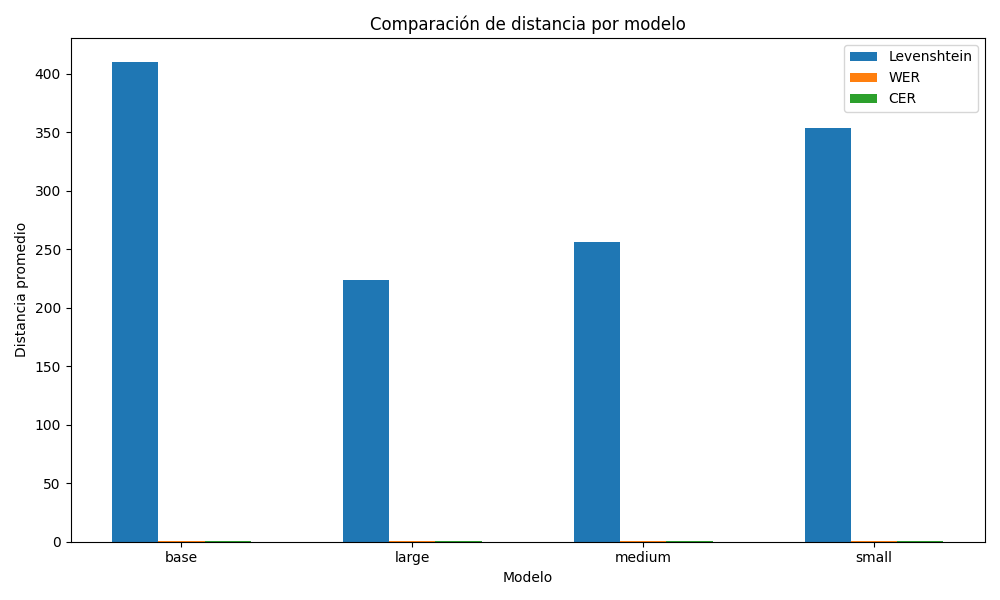 Comparación de distancia por modelo
Levenshtein
WER
CER
400
350
300
250
200
150
100
50
0
Distancia promedio
base
large
medium
small
Modelo